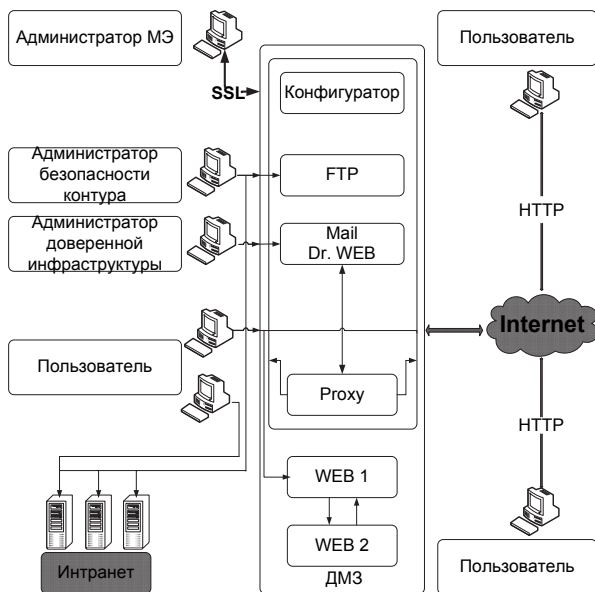 Администратор МЭ
Пользователь
SSL
Конфигуратор
Администратор
безопасности
контура
FTP
HTTP
Администратор
доверенной
инфраструктуры
Mail
Dr. WEB
Internet
Пользователь
Proxy
HTTP
WEB 1
WEB 2
Интранет
ДМЗ
Пользователь